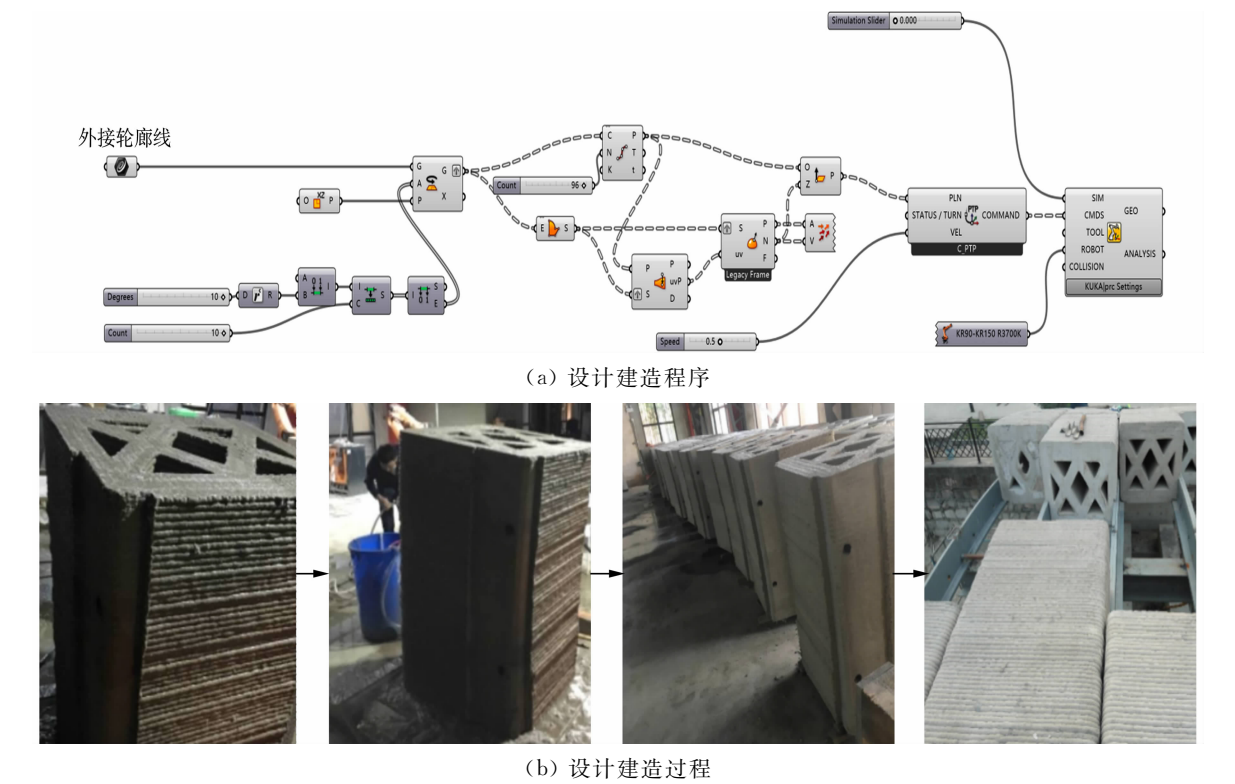 Simulation Slider 0.000
外接轮廓线
G A P G X
C N K P T t
Count 96
O Z P
O XZ P
PLN
STATUS / TURN PTP COMMAND
VEL
C_PTP
SIM
CMDS
TOOL
ROBOT
COLLISION
GEO
ANALYSIS
KUKA|prc Settings
E S
S uv P N F
Legacy Frame
A V
P S P uvP D
Degrees 10
D R
A B I
I C S
I S E
Count 10
Speed 0.5
KR90-KR150 R3700K
(a) 设计建造程序
(b) 设计建造过程